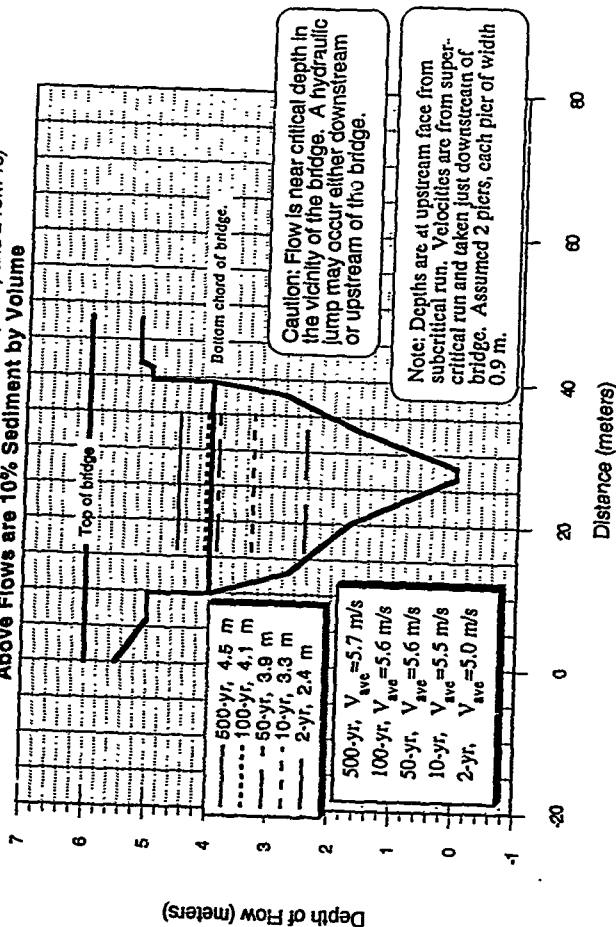 Above Flows are 10% Sediment by Volume
7
6
5
4
3
2
1
0
-1
Depth of Flow (meters)
Top of bridge
Bottom chord of bridge.
500-yr, 4.5 m
100-yr, 4.1 m
50-yr, 3.9 m
10-yr, 3.3 m
2-yr, 2.4 m
500-yr, Vave=5.7 m/s
100-yr, Vave=5.6 m/s
50-yr, Vave=5.6 m/s
10-yr, Vave=5.5 m/s
2-yr, Vave=5.0 m/s
Caution: Flow is near critical depth in
the vicinity of the bridge. A hydraulic
jump may occur either downstream
or upstream of the bridge.
Note: Depths are at upstream face from
subcritical run. Velocities are from super-
critical run and taken just downstream of
bridge. Assumed 2 piers, each pier of width
0.9 m.
-20
0
20
40
60
80
Distance (meters)